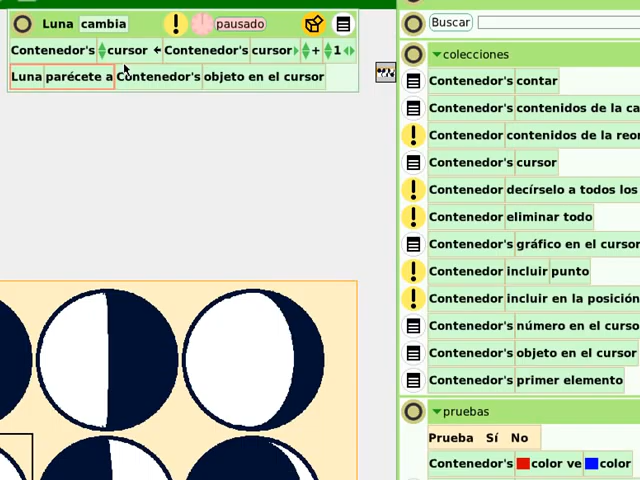 Luna cambia ! pausado
Contenedor's cursor ← Contenedor's cursor + 1
Luna parécete a Contenedor's objeto en el cursor
Buscar
colecciones
Contenedor's contar
Contenedor's contenidos de la ca
! Contenedor contenidos de la reor
Contenedor's cursor
! Contenedor decírselo a todos los
! Contenedor eliminar todo
Contenedor's gráfico en el cursor
! Contenedor incluir punto
! Contenedor incluir en la posición
Contenedor's número en el curso
Contenedor's objeto en el cursor
Contenedor's primer elemento
pruebas
Prueba Sí No
Contenedor's color ve color